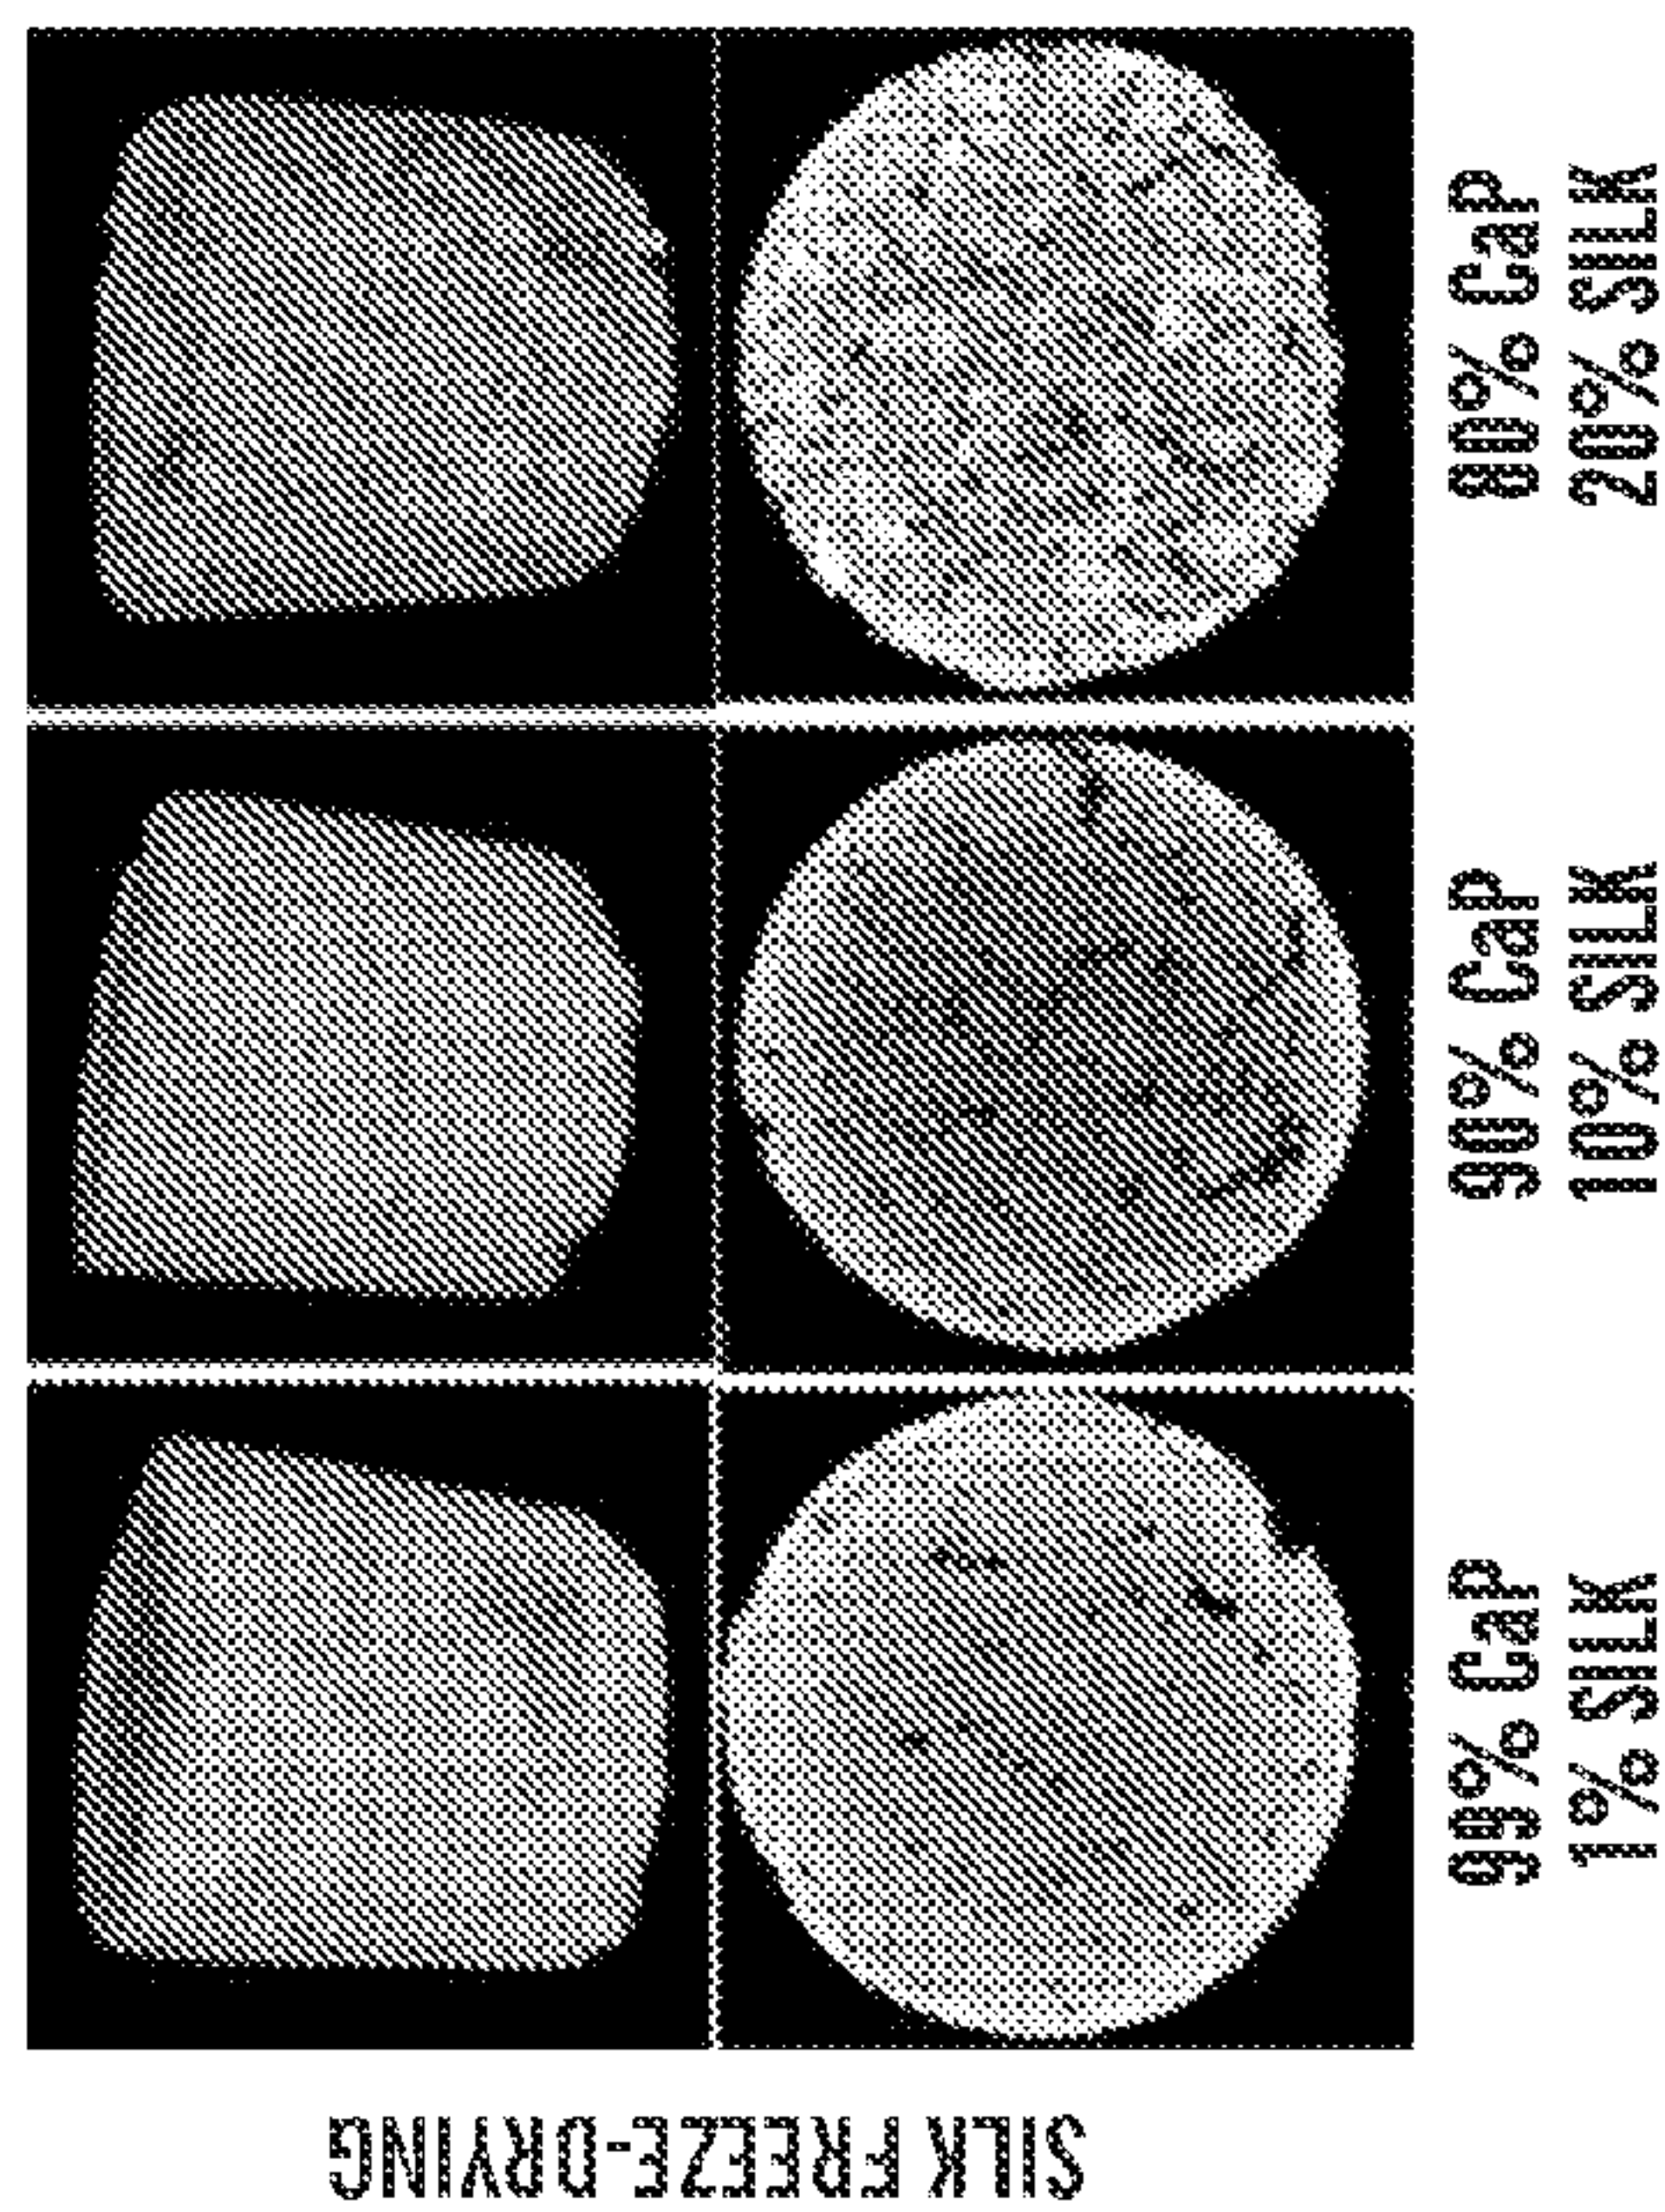 SILK FREEZE-DRYING
99% CaP
1% SILK
90% CaP
10% SILK
80% CaP
20% SILK